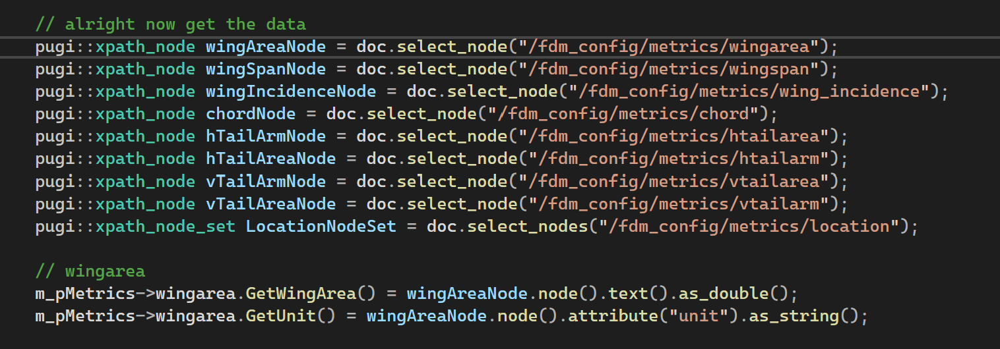 // alright now get the data
pugi::xpath_node wingAreaNode = doc.select_node("/fdm_config/metrics/wingarea");
pugi::xpath_node wingSpanNode = doc.select_node("/fdm_config/metrics/wingspan");
pugi::xpath_node wingIncidenceNode = doc.select_node("/fdm_config/metrics/wing_incidence");
pugi::xpath_node chordNode = doc.select_node("/fdm_config/metrics/chord");
pugi::xpath_node hTailArmNode = doc.select_node("/fdm_config/metrics/htailarea");
pugi::xpath_node hTailAreaNode = doc.select_node("/fdm_config/metrics/htailarm");
pugi::xpath_node vTailArmNode = doc.select_node("/fdm_config/metrics/vtailarea");
pugi::xpath_node vTailAreaNode = doc.select_node("/fdm_config/metrics/vtailarm");
pugi::xpath_node_set LocationNodeSet = doc.select_nodes("/fdm_config/metrics/location");
// wingarea
m_pMetrics->wingarea.GetWingArea() = wingAreaNode.node().text().as_double();
m_pMetrics->wingarea.GetUnit() = wingAreaNode.node().attribute("unit").as_string();